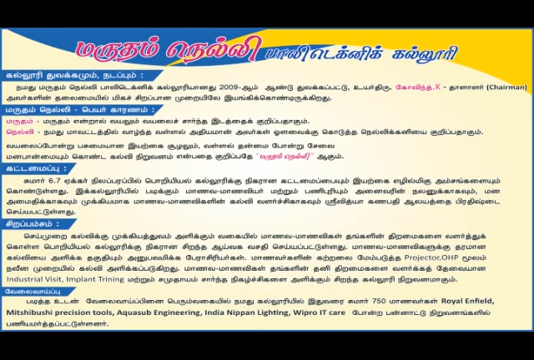 மருதம் நெல்லி பாலிடெக்னிக் கல்லூரி
கல்லூரி துவக்கமும், நடப்பும் :
நமது மருதம் நெல்லி பாலிடெக்னிக் கல்லூரியானது 2009-ஆம் ஆண்டு துவக்கப்பட்டு, உயர்திரு. கோவிந்த்.K - தாளாளர் (Chairman)
அவர்களின் தலைமையில் மிகச் சிறப்பான முறையிலே இயங்கிக்கொண்டிருக்கிறது.
மருதம் நெல்லி - பெயர் காரணம் :
மருதம் - மருதம் என்றால் வயலும் வயலைச் சார்ந்த இடத்தைக் குறிப்பதாகும்.
நெல்லி - நமது மாவட்டத்தில் வாழ்ந்த வள்ளல் அதியமான் அவர்கள் ஔவைக்கு கொடுத்த நெல்லிக்கனியை குறிப்பதாகும்.
வயலைப்போன்று பசுமையான இயற்கை சூழலும், வள்ளல் தன்மை போன்று சேவை
மனபான்மையும் கொண்ட கல்வி நிறுவனம் என்பதை குறிப்பதே "மருதம் நெல்லி" ஆகும்.
கட்டமைப்பு :
சுமார் 6.7 ஏக்கர் நிலப்பரப்பில் பொறியியல் கல்லூரிக்கு நிகரான கட்டமைப்பையும் இயற்கை எழில்மிகு அம்சங்களையும்
கொண்டுள்ளது. இக்கல்லூரியில் படிக்கும் மாணவ-மாணவியர் மற்றும் பணிபுரியும் அனைவரின் நலனுக்காகவும், மன
அமைதிக்காகவும் முக்கியமாக மாணவ-மாணவிகளின் கல்வி வளர்ச்சிகாகவும் ஸ்ரீவித்யா கணபதி ஆலயத்தை பிரதிஷ்டை
செய்யபட்டுள்ளது.
சிறப்பம்சம் :
செய்முறை கல்விக்கு முக்கியத்துவம் அளிக்கும் வகையில் மாணவ-மாணவிகள் தங்களின் திறமைகளை வளர்த்துக்
கொள்ள பொறியியல் கல்லூரிக்கு நிகரான சிறந்த ஆய்வக வசதி செய்யப்பட்டுள்ளது. மாணவ-மாணவிகளுக்கு தரமான
கல்வியை அளிக்க தகுதியும் அனுபவமிக்க பேராசிரியர்கள். மாணவர்களின் கற்றலை மேம்படுத்த Projector,OHP மூலம்
நவீன முறையில் கல்வி அளிக்கப்படுகிறது. மாணவ-மாணவிகள் தங்களின் தனி திறமைகளை வளர்க்கத் தேவையான
Industrial Visit, Implant Trining மற்றும் சமுதாயம் சார்ந்த நிகழ்ச்சிகளை அளிக்கும் சிறந்த கல்லூரி நிறுவனமாகும்.
வேலைவாய்ப்பு
படித்த உடன் வேலைவாய்ப்பினை பெரும்வகையில் நமது கல்லூரியில் இதுவரை சுமார் 750 மாணவர்கள் Royal Enfield,
Mitshibushi precision tools, Aquasub Engineering, India Nippan Lighting, Wipro IT care போன்ற பன்னாட்டு நிறுவனங்களில்
பணியமர்த்தப்பட்டுள்ளனர்.